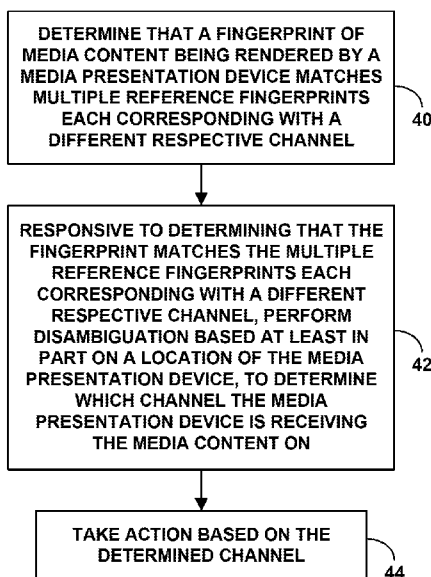 DETERMINE THAT A FINGERPRINT OF
MEDIA CONTENT BEING RENDERED BY A
MEDIA PRESENTATION DEVICE MATCHES
MULTIPLE REFERENCE FINGERPRINTS
EACH CORRESPONDING WITH A
DIFFERENT RESPECTIVE CHANNEL
40
RESPONSIVE TO DETERMINING THAT THE
FINGERPRINT MATCHES THE MULTIPLE
REFERENCE FINGERPRINTS EACH
CORRESPONDING WITH A DIFFERENT
RESPECTIVE CHANNEL, PERFORM
DISAMBIGUATION BASED AT LEAST IN
PART ON A LOCATION OF THE MEDIA
PRESENTATION DEVICE, TO DETERMINE
WHICH CHANNEL THE MEDIA
PRESENTATION DEVICE IS RECEIVING
THE MEDIA CONTENT ON
42
TAKE ACTION BASED ON THE
DETERMINED CHANNEL
44